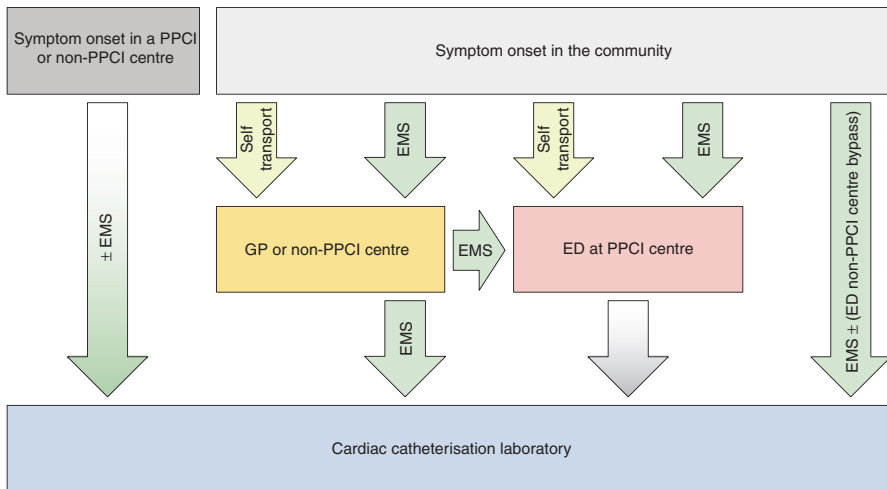 Symptom onset in a PPCI
or non-PPCI centre
Symptom onset in the community
± EMS
Self
transport
EMS
Self
transport
EMS
EMS ± (ED non-PPCI centre bypass)
GP or non-PPCI centre
EMS
ED at PPCI centre
EMS
Cardiac catheterisation laboratory